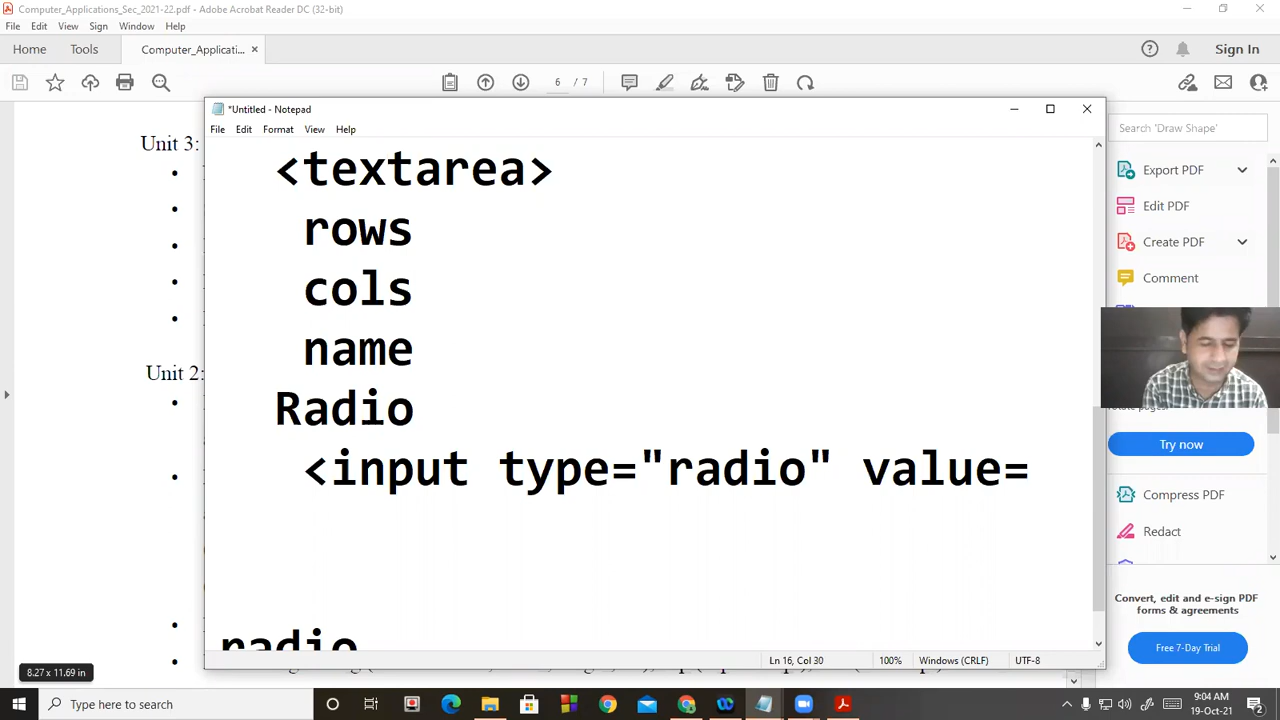 Computer_Applications_Sec_2021-22.pdf - Adobe Acrobat Reader DC (32-bit)
File Edit View Sign Window Help
Home Tools Computer_Applicati... × Sign In
6 / 7
*Untitled - Notepad
File Edit Format View Help
Search 'Draw Shape'
Unit 3:
<textarea>
rows
cols
name
Radio
<input type="radio" value=
radio
Unit 2:
Export PDF
Edit PDF
Create PDF
Comment
Try now
Compress PDF
Redact
Convert, edit and e-sign PDF
forms & agreements
Free 7-Day Trial
Ln 16, Col 30 100% Windows (CRLF) UTF-8
8.27 x 11.69 in
Type here to search
9:04 AM
19-Oct-21
2